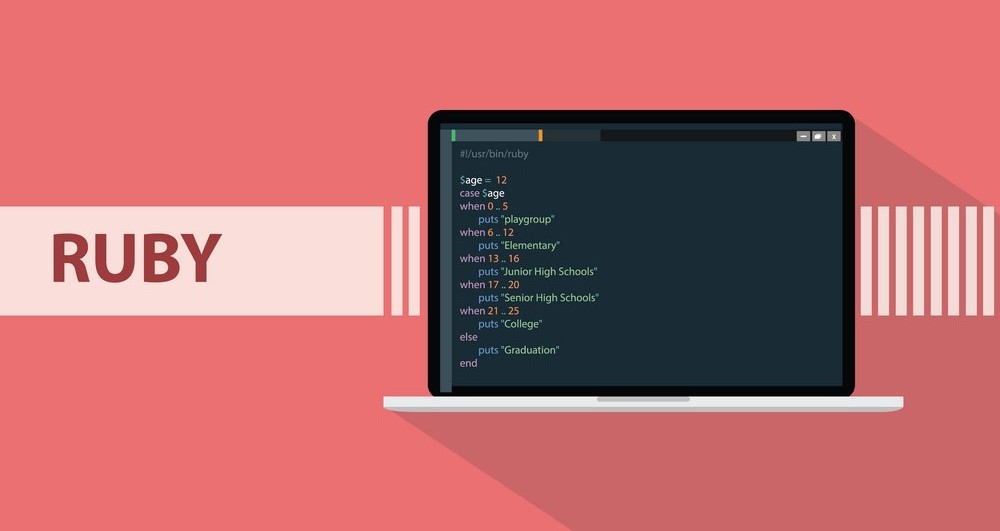 RUBY
#!/usr/bin/ruby
$age = 12
case $age
when 0 .. 5
puts "playgroup"
when 6 .. 12
puts "Elementary"
when 13 .. 16
puts "Junior High Schools"
when 17 .. 20
puts "Senior High Schools"
when 21 .. 25
puts "College"
else
puts "Graduation"
end